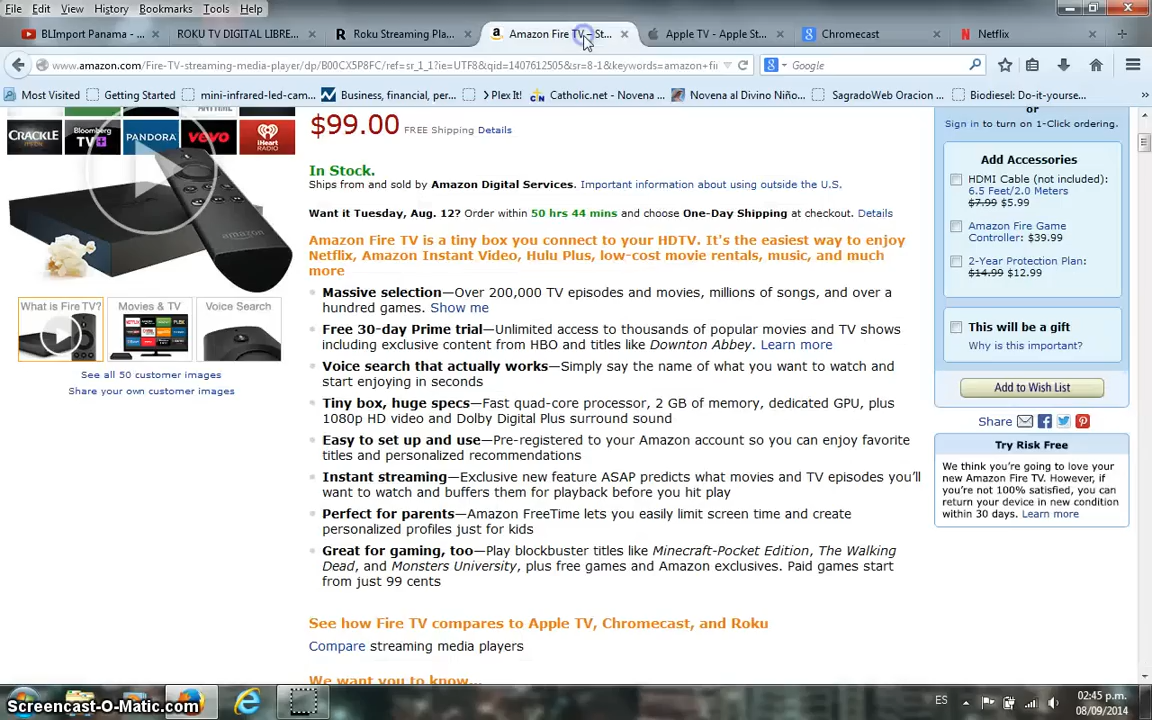 File Edit View History Bookmarks Tools Help
BLImport Panama - ...
ROKU TV DIGITAL LIBRE...
Roku Streaming Pla...
Amazon Fire TV – St...
Apple TV - Apple St...
Chromecast
Netflix
www.amazon.com/Fire-TV-streaming-media-player/dp/B00CX5P8FC/ref=sr_1_1?ie=UTF8&qid=1407612505&sr=8-1&keywords=amazon+fi
Google
Most Visited Getting Started mini-infrared-led-cam... Business, financial, per... Plex It! Catholic.net - Novena ... Novena al Divino Niño... SagradoWeb Oracion ... Biodiesel: Do-it-yourse...
CRACKLE Bloomberg TV+ PANDORA vevo iHeart RADIO
amazon
What is Fire TV? Movies & TV Voice Search
See all 50 customer images
Share your own customer images
$99.00 FREE Shipping Details
In Stock.
Ships from and sold by Amazon Digital Services. Important information about using outside the U.S.
Want it Tuesday, Aug. 12? Order within 50 hrs 44 mins and choose One-Day Shipping at checkout. Details
Amazon Fire TV is a tiny box you connect to your HDTV. It's the easiest way to enjoy
Netflix, Amazon Instant Video, Hulu Plus, low-cost movie rentals, music, and much
more
Massive selection—Over 200,000 TV episodes and movies, millions of songs, and over a
hundred games. Show me
Free 30-day Prime trial—Unlimited access to thousands of popular movies and TV shows
including exclusive content from HBO and titles like Downton Abbey. Learn more
Voice search that actually works—Simply say the name of what you want to watch and
start enjoying in seconds
Tiny box, huge specs—Fast quad-core processor, 2 GB of memory, dedicated GPU, plus
1080p HD video and Dolby Digital Plus surround sound
Easy to set up and use—Pre-registered to your Amazon account so you can enjoy favorite
titles and personalized recommendations
Instant streaming—Exclusive new feature ASAP predicts what movies and TV episodes you'll
want to watch and buffers them for playback before you hit play
Perfect for parents—Amazon FreeTime lets you easily limit screen time and create
personalized profiles just for kids
Great for gaming, too—Play blockbuster titles like Minecraft-Pocket Edition, The Walking
Dead, and Monsters University, plus free games and Amazon exclusives. Paid games start
from just 99 cents
See how Fire TV compares to Apple TV, Chromecast, and Roku
Compare streaming media players
We want you to know...
or
Sign in to turn on 1-Click ordering.
Add Accessories
HDMI Cable (not included):
6.5 Feet/2.0 Meters
$7.99 $5.99
Amazon Fire Game
Controller: $39.99
2-Year Protection Plan:
$14.99 $12.99
This will be a gift
Why is this important?
Add to Wish List
Share
Try Risk Free
We think you're going to love your
new Amazon Fire TV. However, if
you're not 100% satisfied, you can
return your device in new condition
within 30 days. Learn more
Screencast-O-Matic.com
ES
02:45 p.m.
08/09/2014